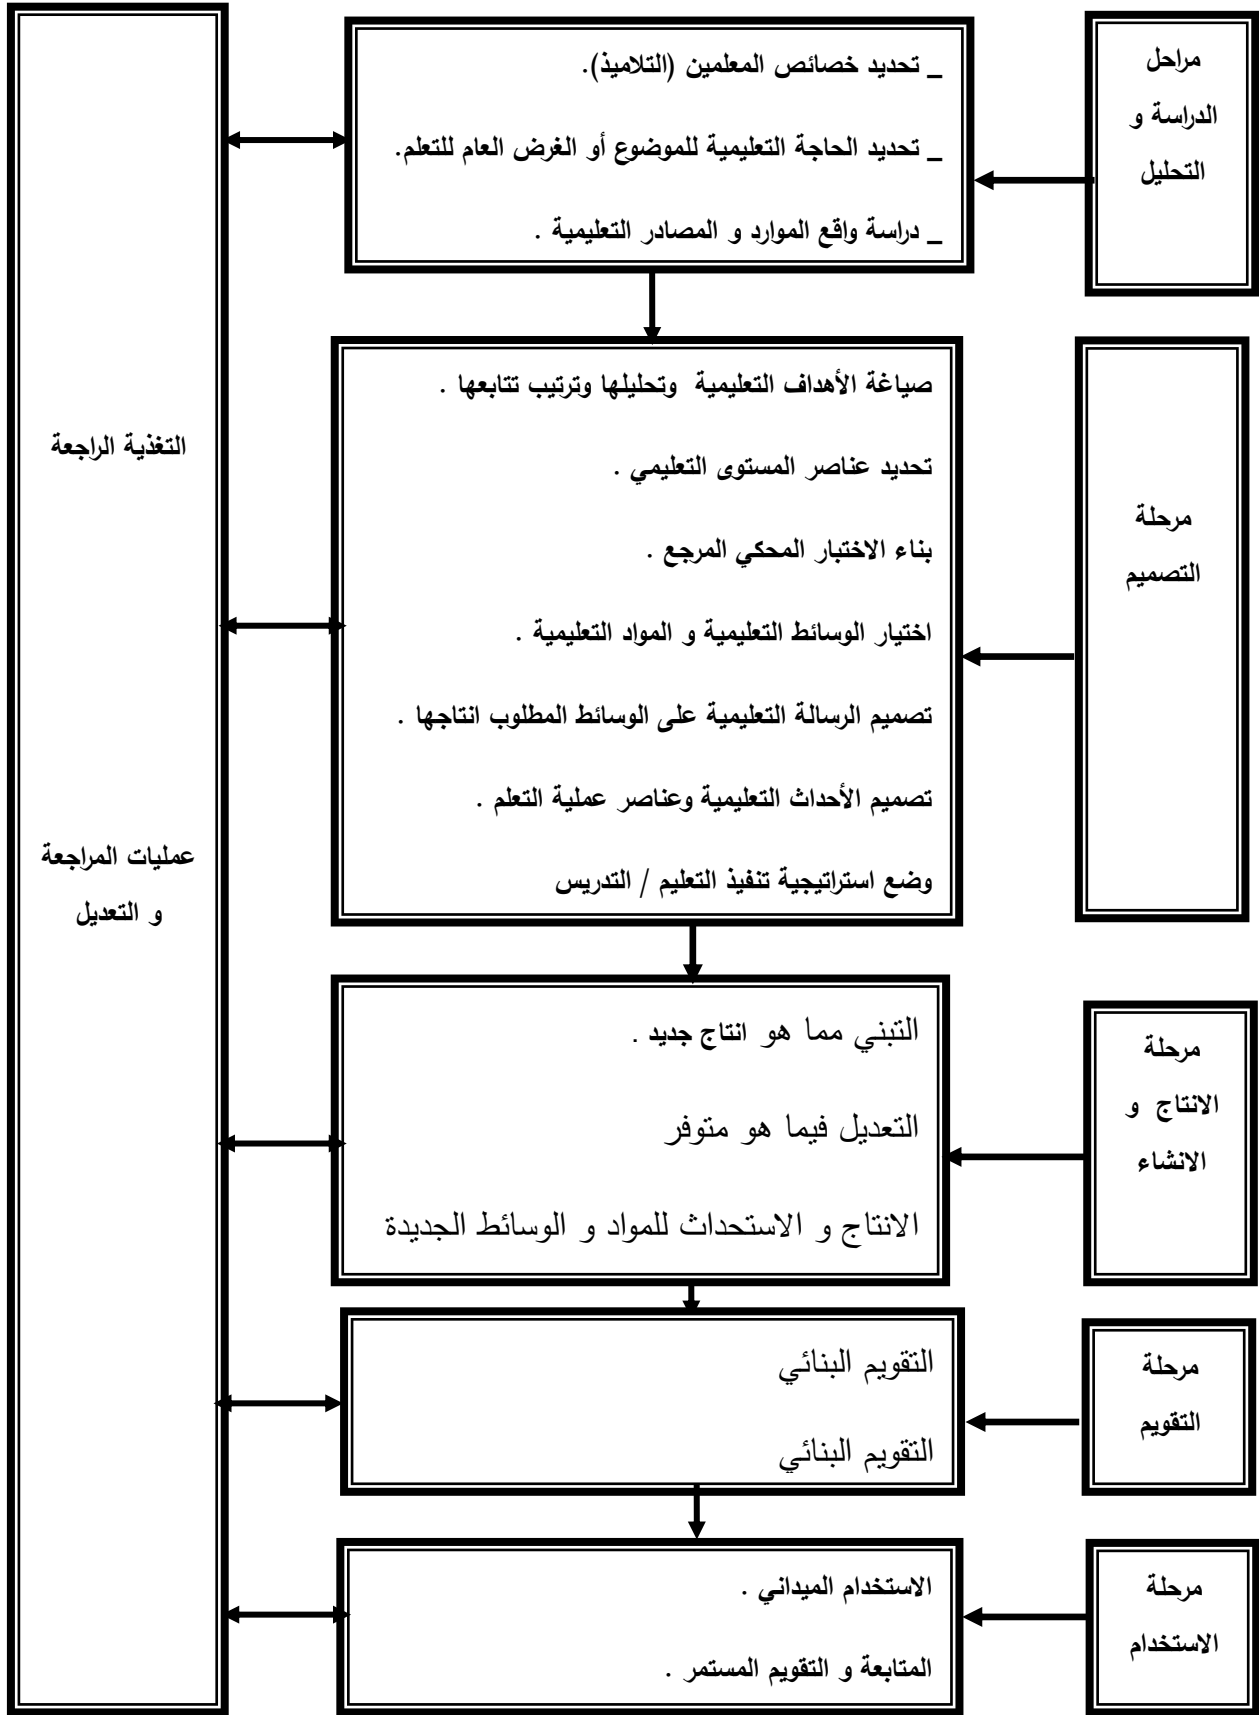 مراحل
الدراسة و
التحليل
_ تحديد خصائص المعلمين (التلاميذ).
_ تحديد الحاجة التعليمية للموضوع أو الغرض العام للتعلم.
_ دراسة واقع الموارد و المصادر التعليمية .
مرحلة
التصميم
صياغة الأهداف التعليمية وتحليلها وترتيب تتابعها .
تحديد عناصر المستوى التعليمي .
بناء الاختبار المحكي المرجع .
اختيار الوسائط التعليمية و المواد التعليمية .
تصميم الرسالة التعليمية على الوسائط المطلوب انتاجها .
تصميم الأحداث التعليمية وعناصر عملية التعلم .
وضع استراتيجية تنفيذ التعليم / التدريس
مرحلة
الانتاج و
الانشاء
التبني مما هو انتاج جديد .
التعديل فيما هو متوفر
الانتاج و الاستحداث للمواد و الوسائط الجديدة
مرحلة
التقويم
التقويم البنائي
التقويم البنائي
مرحلة
الاستخدام
الاستخدام الميداني .
المتابعة و التقويم المستمر .
التغذية الراجعة
عمليات المراجعة
و التعديل